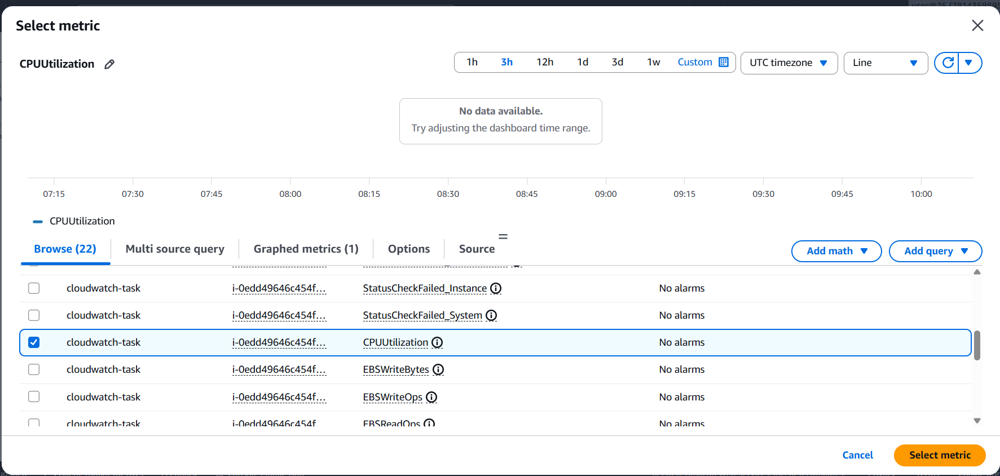 Select metric
CPUUtilization
1h 3h 12h 1d 3d 1w Custom UTC timezone Line
No data available.
Try adjusting the dashboard time range.
07:15 07:30 07:45 08:00 08:15 08:30 08:45 09:00 09:15 09:30 09:45 10:00
CPUUtilization
Browse (22) Multi source query Graphed metrics (1) Options Source Add math Add query
cloudwatch-task i-0edd49646c454f... StatusCheckFailed_Instance No alarms
cloudwatch-task i-0edd49646c454f... StatusCheckFailed_System No alarms
cloudwatch-task i-0edd49646c454f... CPUUtilization No alarms
cloudwatch-task i-0edd49646c454f... EBSWriteBytes No alarms
cloudwatch-task i-0edd49646c454f... EBSWriteOps No alarms
cloudwatch-task i-0edd49646c454f EBSReadOps No alarms
Cancel Select metric